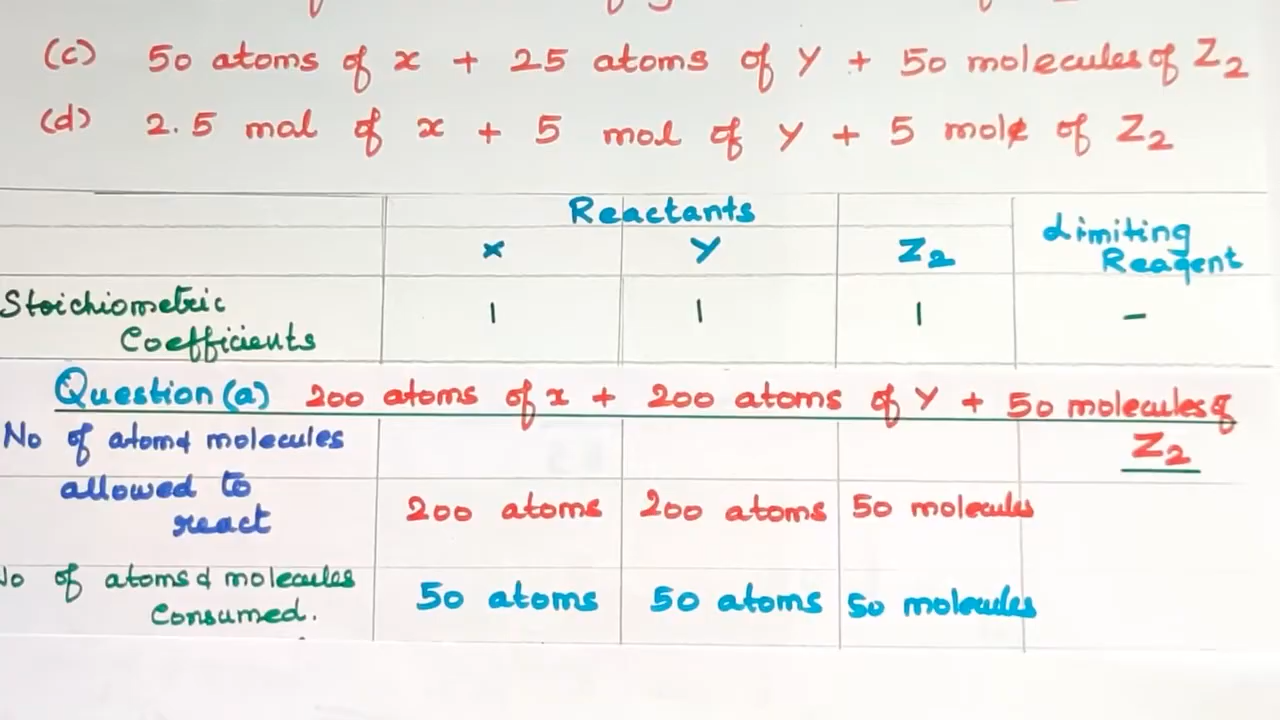 (c) 50 atoms of x + 25 atoms of y + 50 molecules of Z2
(d) 2.5 mol of x + 5 mol of y + 5 mol of Z2
Reactants
x y Z2 Limiting
Reagent
Stoichiometric
Coefficients 1 1 1 –
Question (a) 200 atoms of x + 200 atoms of y + 50 molecules of
Z2
No of atom & molecules
allowed to
react 200 atoms 200 atoms 50 molecules
No of atoms & molecules
Consumed. 50 atoms 50 atoms 50 molecules